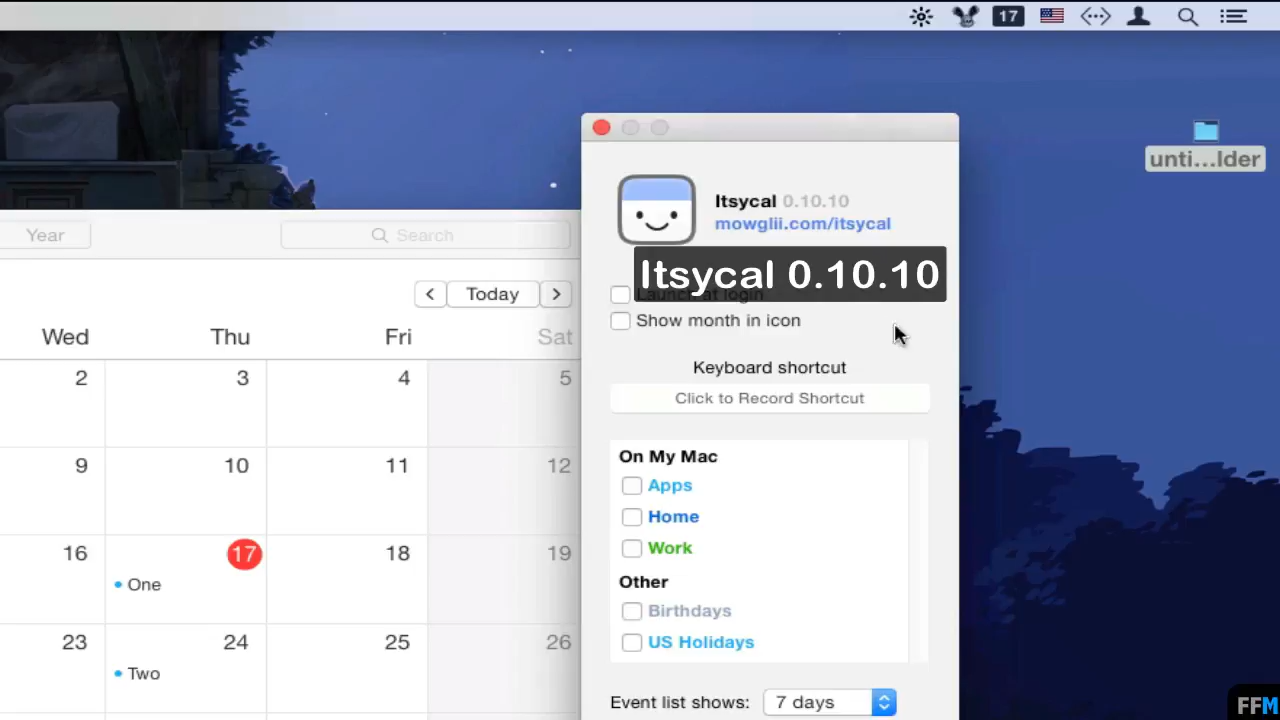 17
unti...lder
Year
Search
Today
Wed
Thu
Fri
Sat
2
3
4
5
9
10
11
12
16
17
18
19
One
23
24
25
26
Two
Itsycal 0.10.10
mowglii.com/itsycal
Itsycal 0.10.10
Launch at login
Show month in icon
Keyboard shortcut
Click to Record Shortcut
On My Mac
Apps
Home
Work
Other
Birthdays
US Holidays
Event list shows: 7 days
FFM